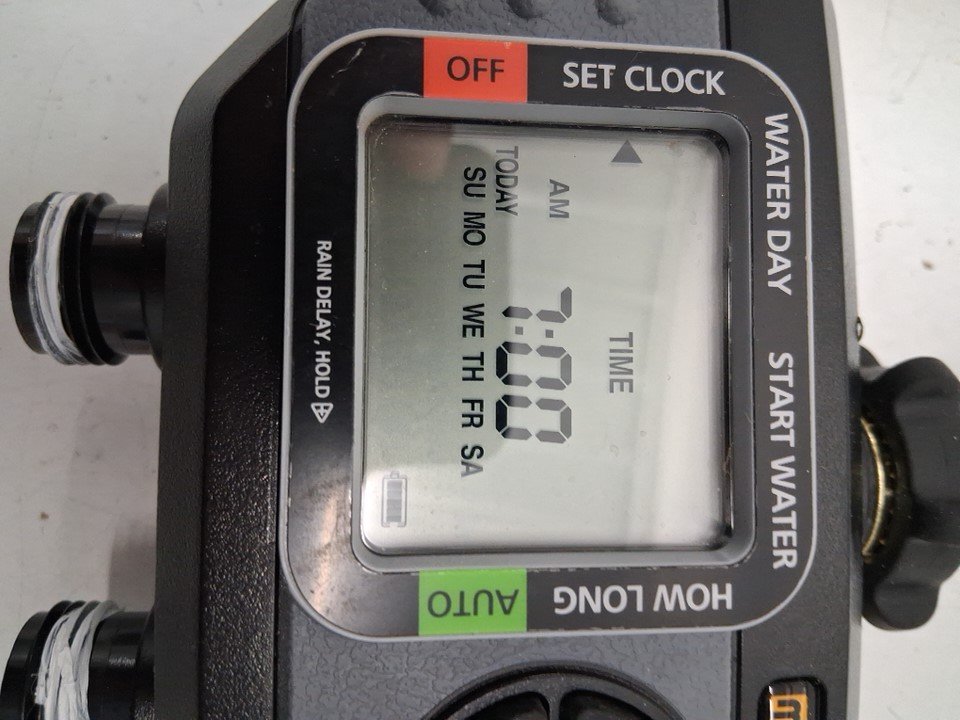 WATER DAY START WATER
SET CLOCK
HOW LONG
TIME
AM 7:00
TODAY
SU MO TU WE TH FR SA
OFF
AUTO
RAIN DELAY, HOLD